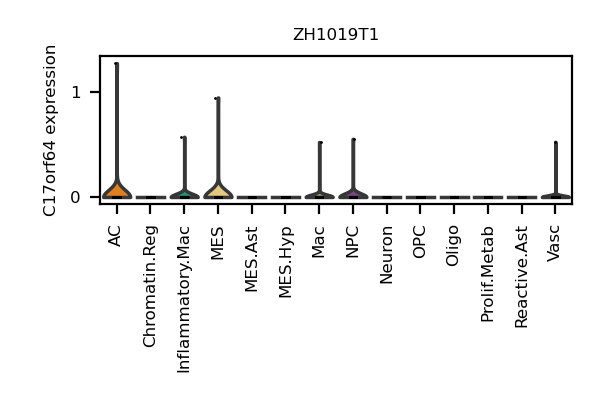 ZH1019T1
C17orf64 expression
1
0
AC
Chromatin.Reg
Inflammatory.Mac
MES
MES.Ast
MES.Hyp
Mac
NPC
Neuron
OPC
Oligo
Prolif.Metab
Reactive.Ast
Vasc